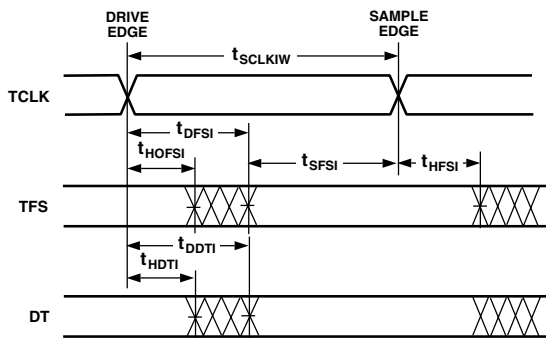 DRIVE
EDGE
SAMPLE
EDGE
tSCLKIW
TCLK
tDFSI
tHOFSI
tSFSI
tHFSI
TFS
tDDTI
tHDTI
DT